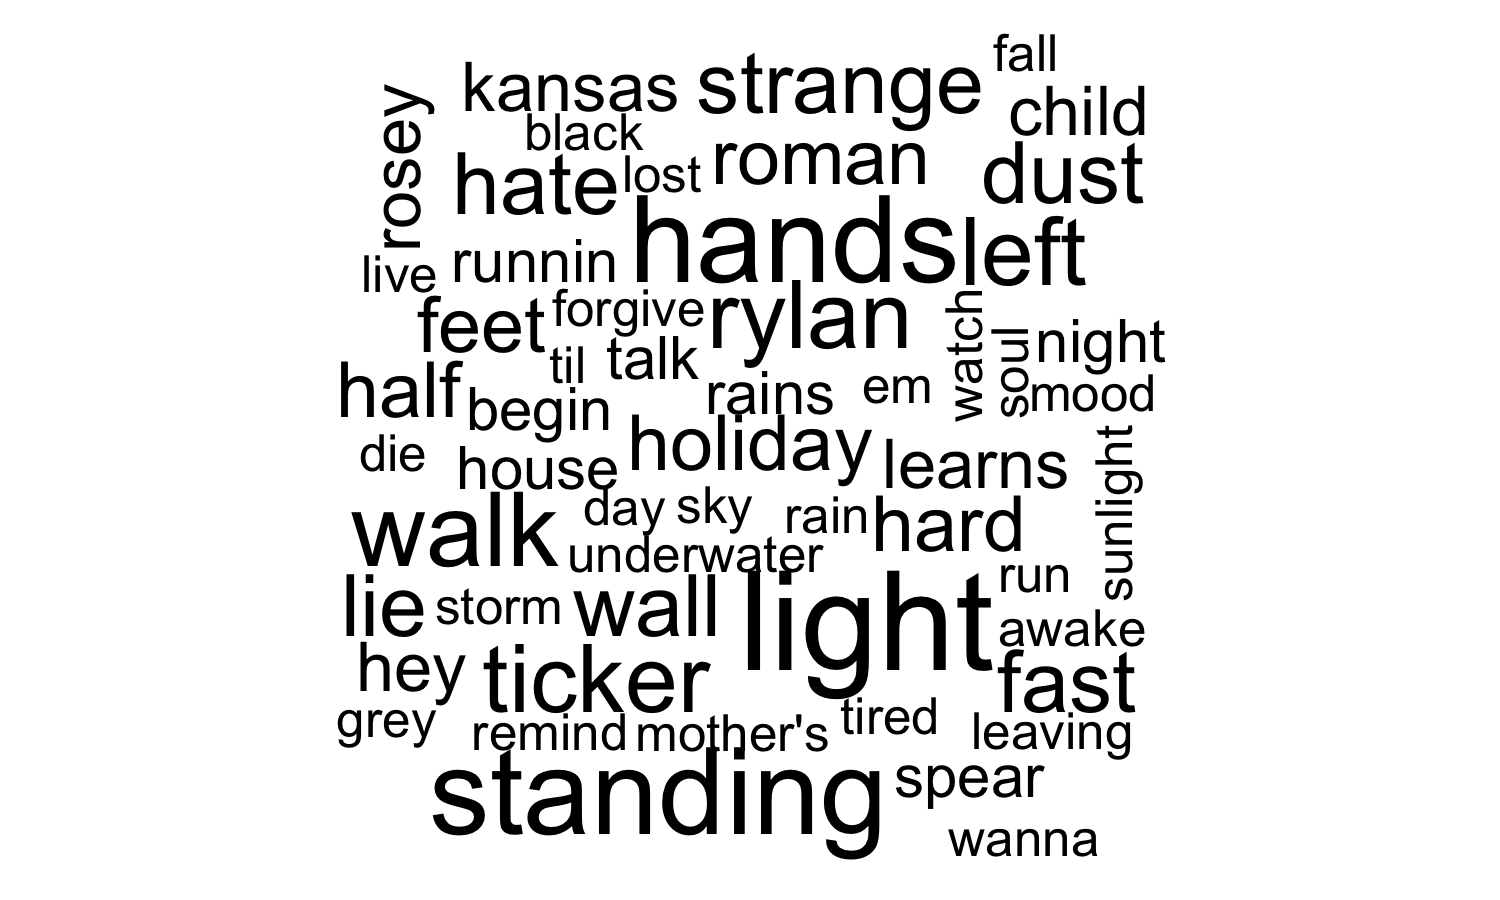 fall
kansas strange
child
rosey
black
hate lost roman dust
hands left
live runnin
feet forgive rylan
watch
soul
night
til talk
half begin rains em mood
die house holiday learns
sunlight
walk day sky rain hard
underwater
lie storm wall light run
awake
hey ticker fast
grey remind mother's tired leaving
standing spear
wanna